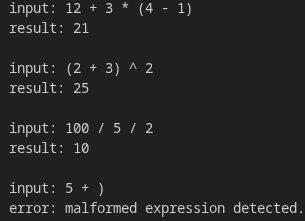 input: 12 + 3 * (4 - 1)
result: 21
input: (2 + 3) ^ 2
result: 25
input: 100 / 5 / 2
result: 10
input: 5 + )
error: malformed expression detected.